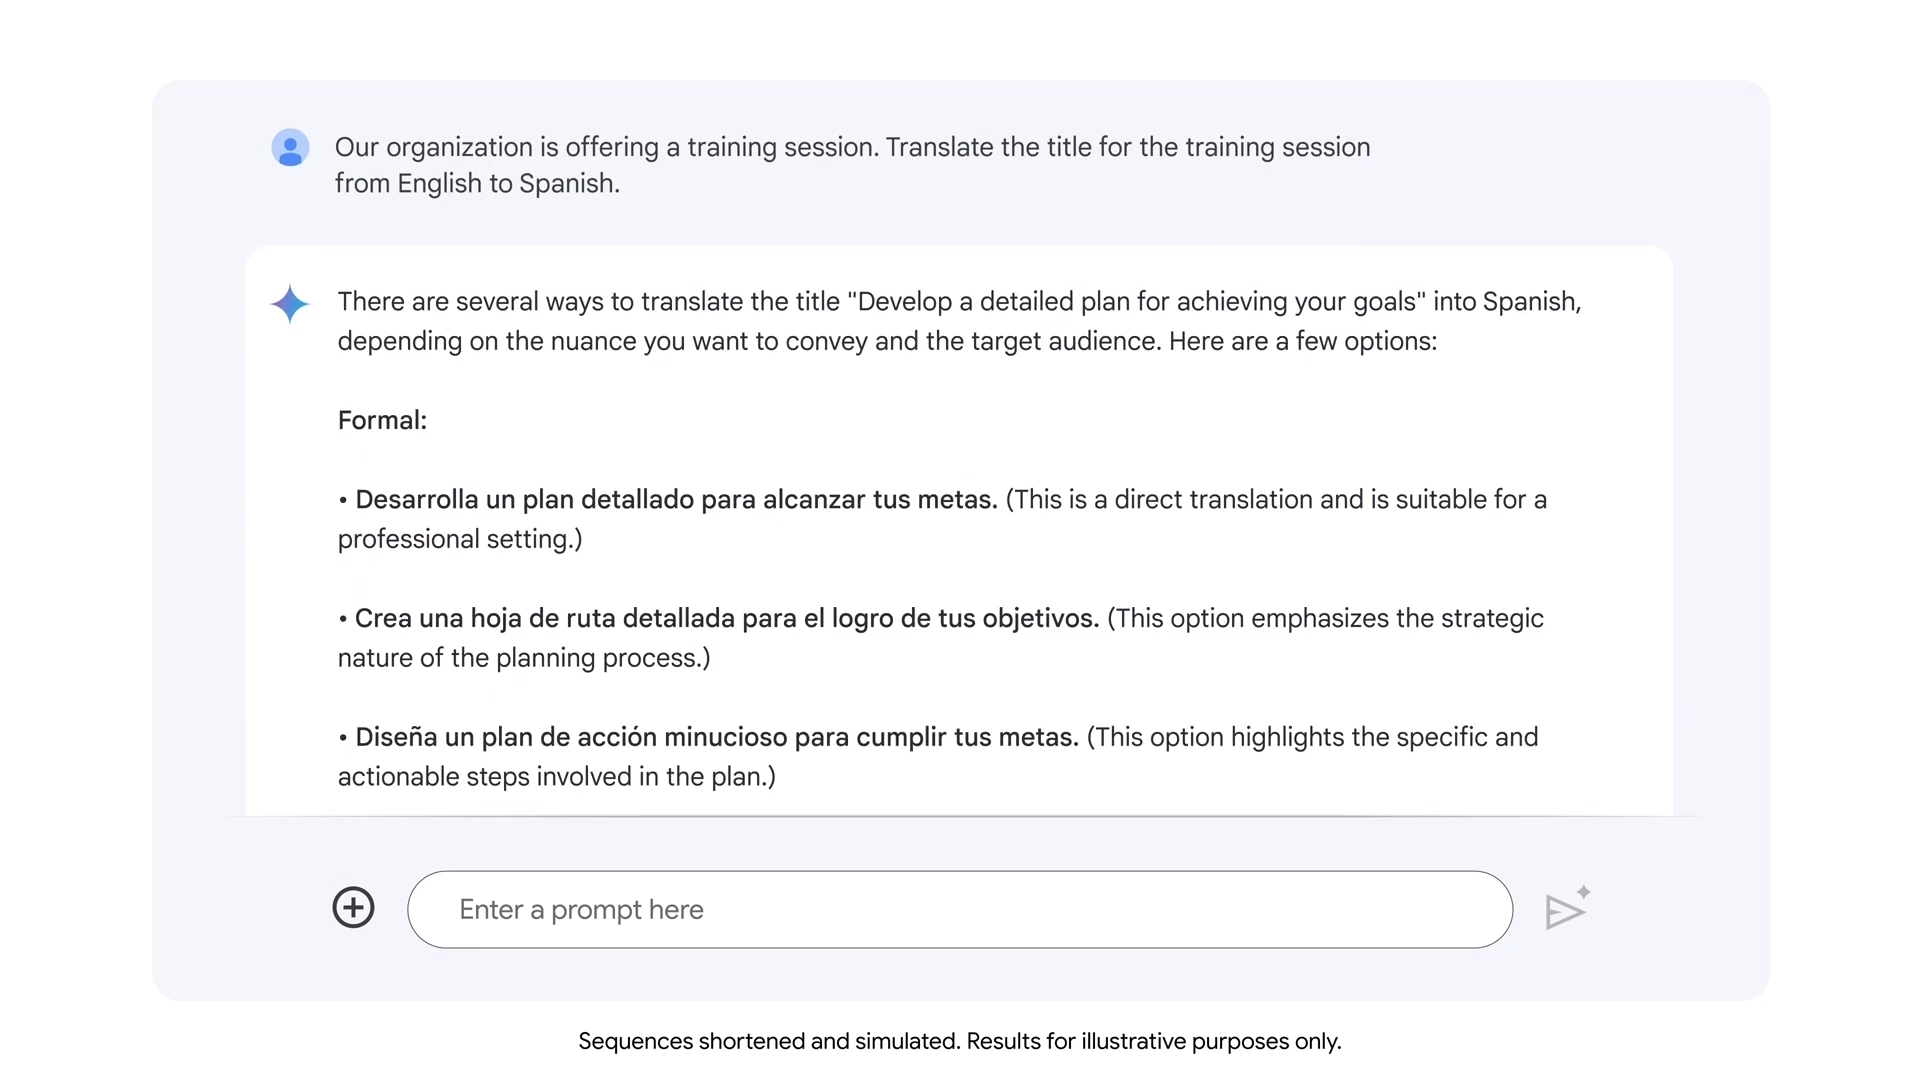 Our organization is offering a training session. Translate the title for the training session
from English to Spanish.
There are several ways to translate the title "Develop a detailed plan for achieving your goals" into Spanish,
depending on the nuance you want to convey and the target audience. Here are a few options:
Formal:
• Desarrolla un plan detallado para alcanzar tus metas. (This is a direct translation and is suitable for a
professional setting.)
• Crea una hoja de ruta detallada para el logro de tus objetivos. (This option emphasizes the strategic
nature of the planning process.)
• Diseña un plan de acción minucioso para cumplir tus metas. (This option highlights the specific and
actionable steps involved in the plan.)
Enter a prompt here
Sequences shortened and simulated. Results for illustrative purposes only.